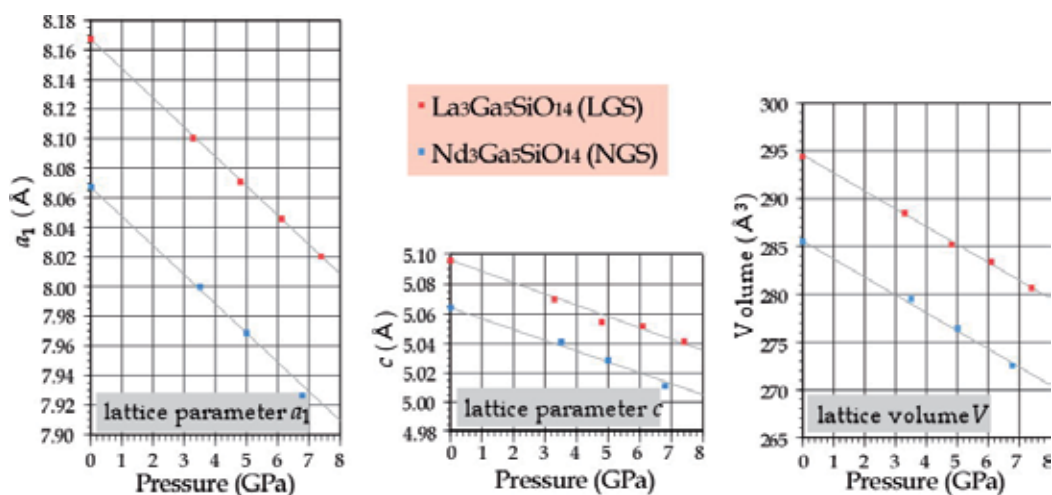 8.18
8.16
8.14
8.12
8.10
8.08
8.06
8.04
8.02
8.00
7.98
7.96
7.94
7.92
7.90
a1 (Å)
lattice parameter a1
0 1 2 3 4 5 6 7 8
Pressure (GPa)
La3Ga5SiO14 (LGS)
Nd3Ga5SiO14 (NGS)
5.10
5.08
5.06
5.04
5.02
5.00
4.98
c (Å)
lattice parameter c
0 1 2 3 4 5 6 7 8
Pressure (GPa)
300
295
290
285
280
275
270
265
Volume (Å3)
lattice volume V
0 1 2 3 4 5 6 7 8
Pressure (GPa)